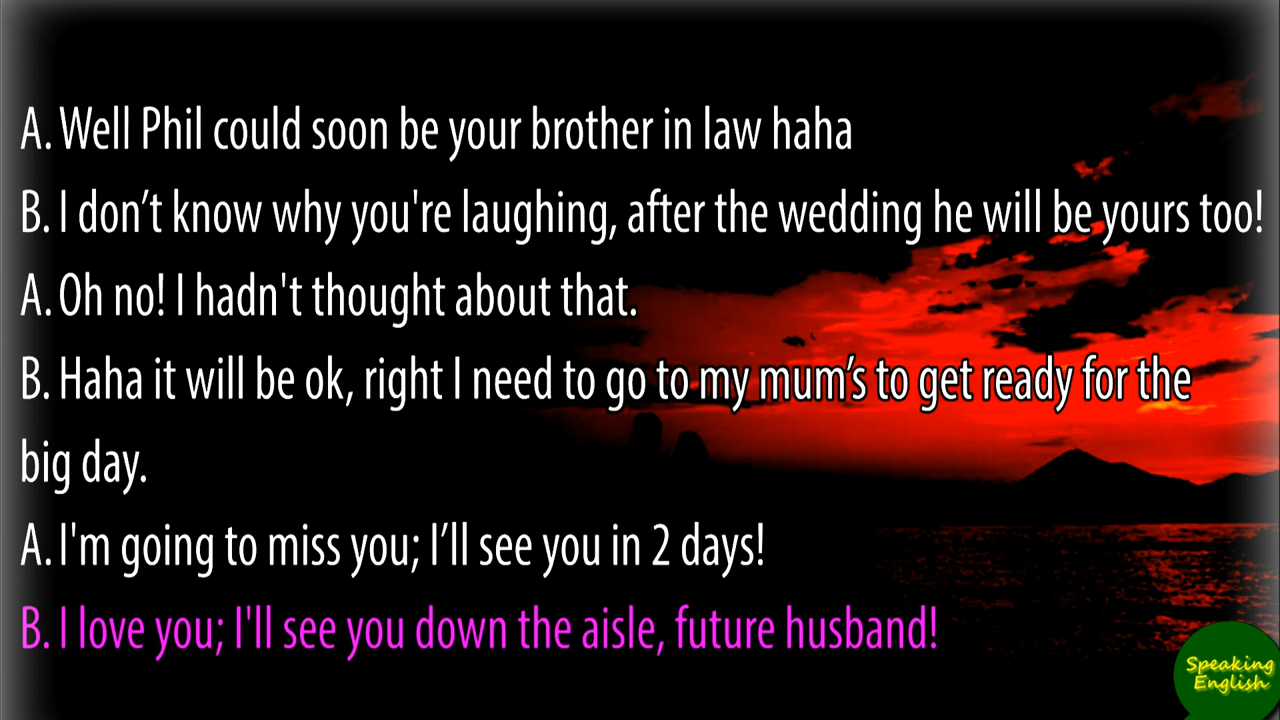 A. Well Phil could soon be your brother in law haha
B. I don’t know why you're laughing, after the wedding he will be yours too!
A. Oh no! I hadn't thought about that.
B. Haha it will be ok, right I need to go to my mum’s to get ready for the
big day.
A. I'm going to miss you; I’ll see you in 2 days!
B. I love you; I'll see you down the aisle, future husband!
Speaking
English